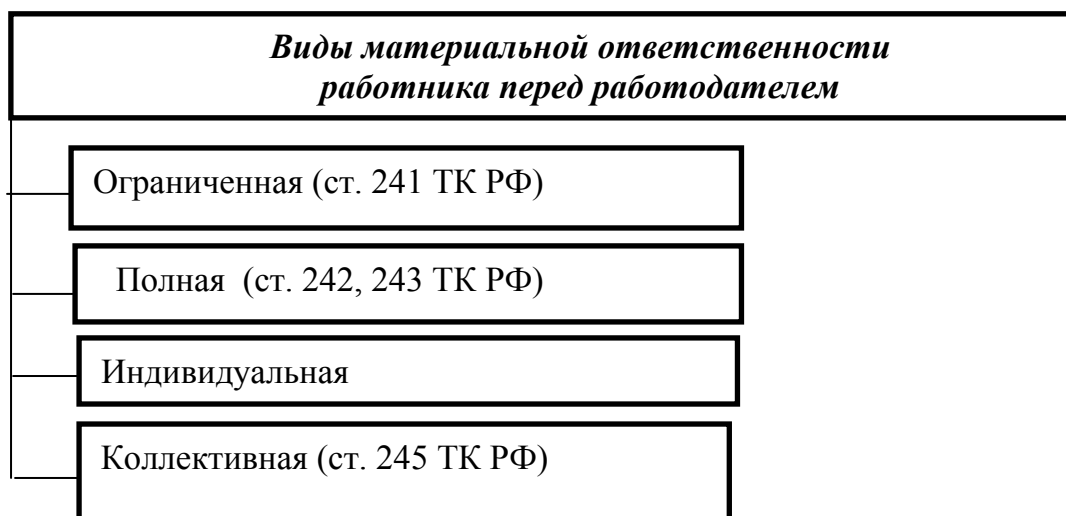 Виды материальной ответственности
работника перед работодателем
Ограниченная (ст. 241 ТК РФ)
Полная (ст. 242, 243 ТК РФ)
Индивидуальная
Коллективная (ст. 245 ТК РФ)